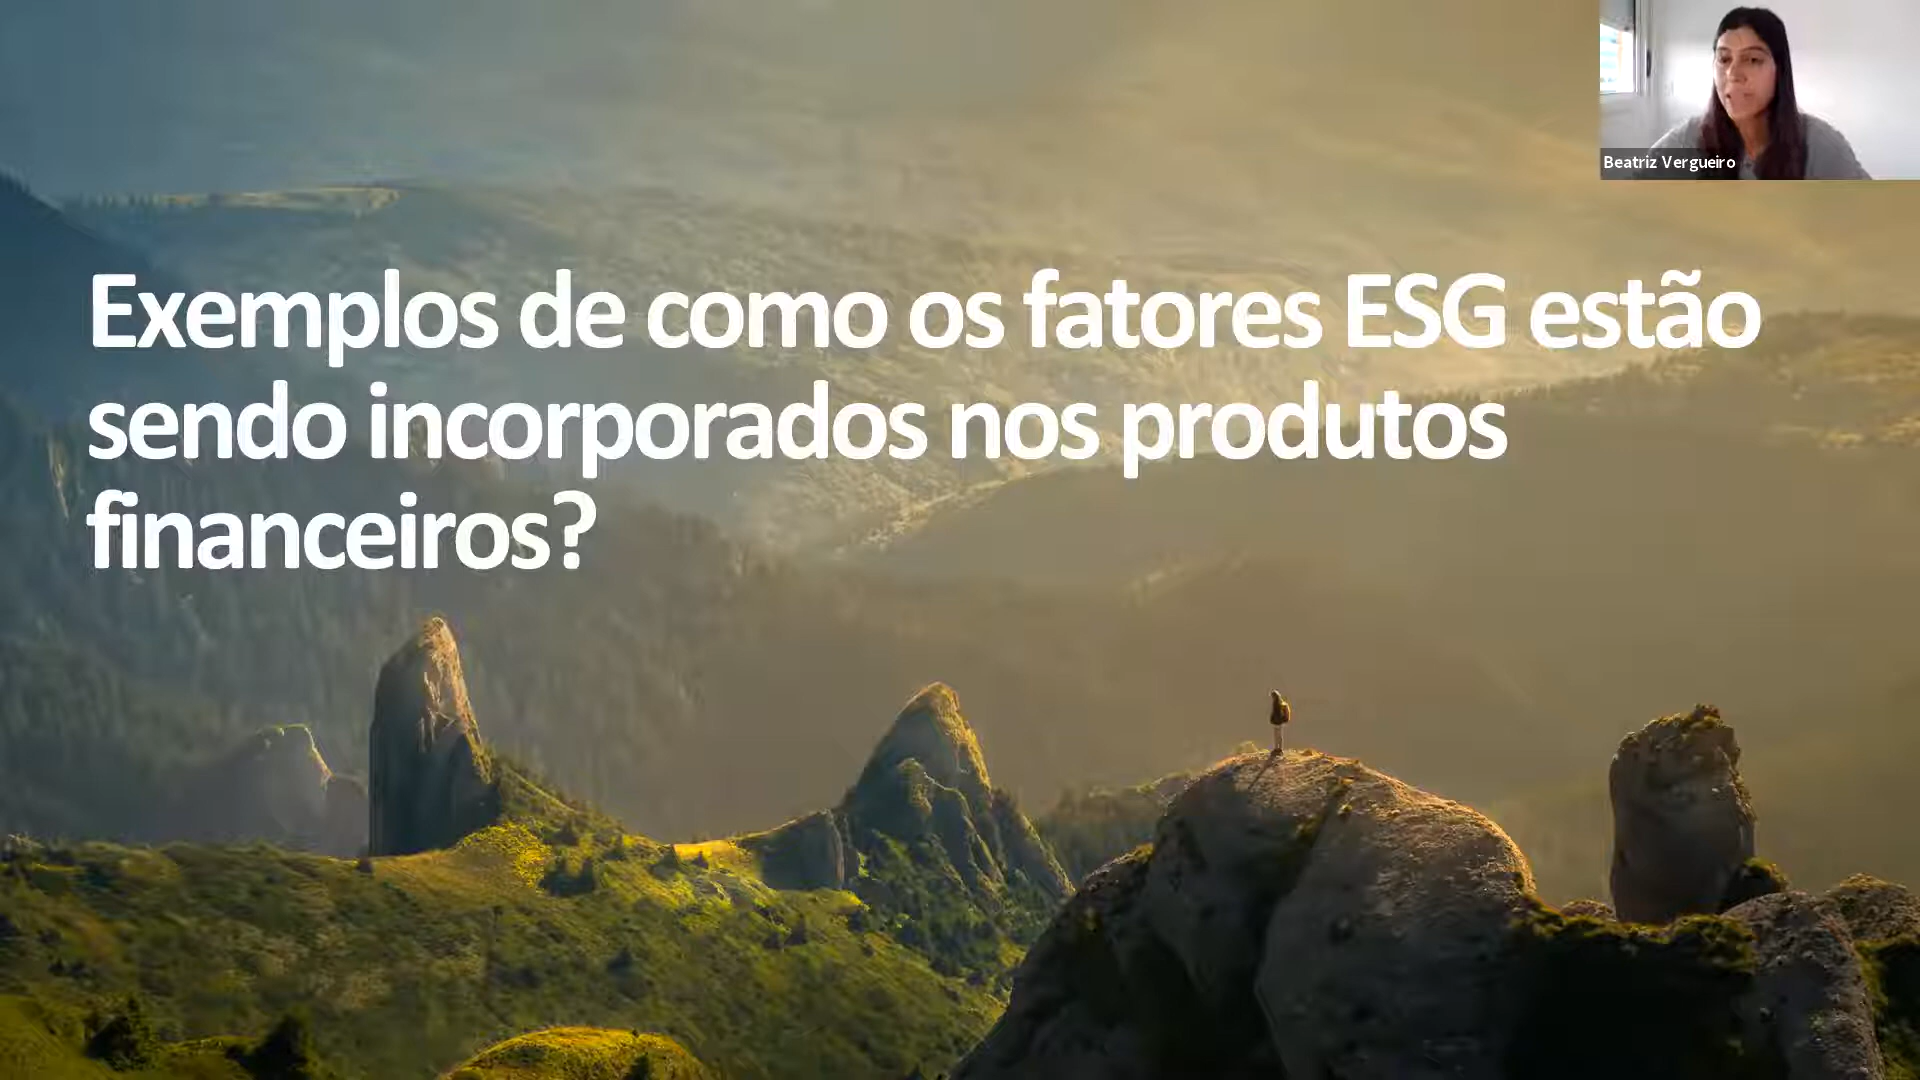 Beatriz Vergueiro
Exemplos de como os fatores ESG estão
sendo incorporados nos produtos
financeiros?